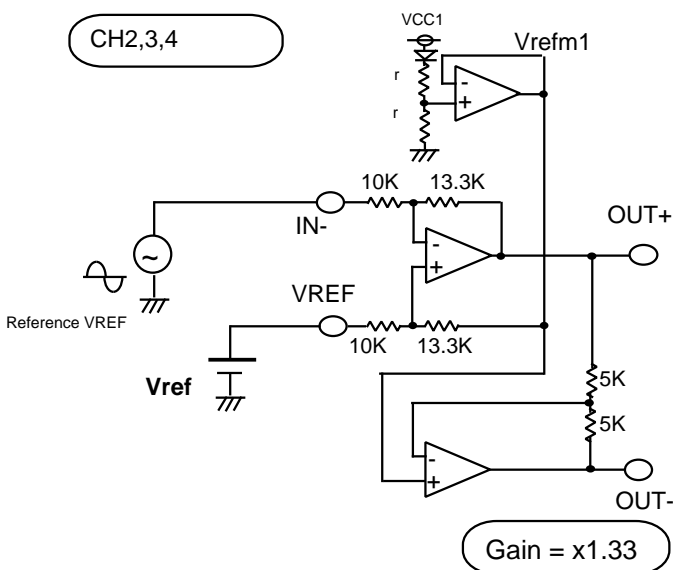 CH2,3,4
VCC1
Vrefm1
r
-
+
r
10K
13.3K
IN-
-
+
OUT+
~
VREF
Reference VREF
10K
13.3K
Vref
5K
5K
-
+
OUT-
Gain = x1.33